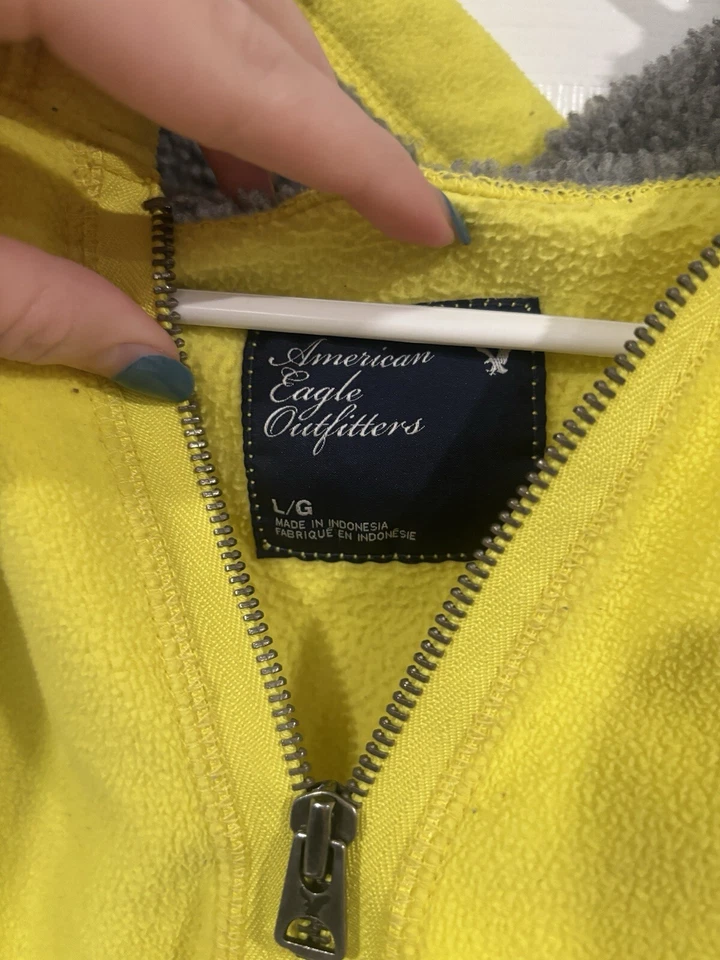 American
Eagle
Outfitters
L/G
MADE IN INDONESIA
FABRIQUÉ EN INDONÉSIE